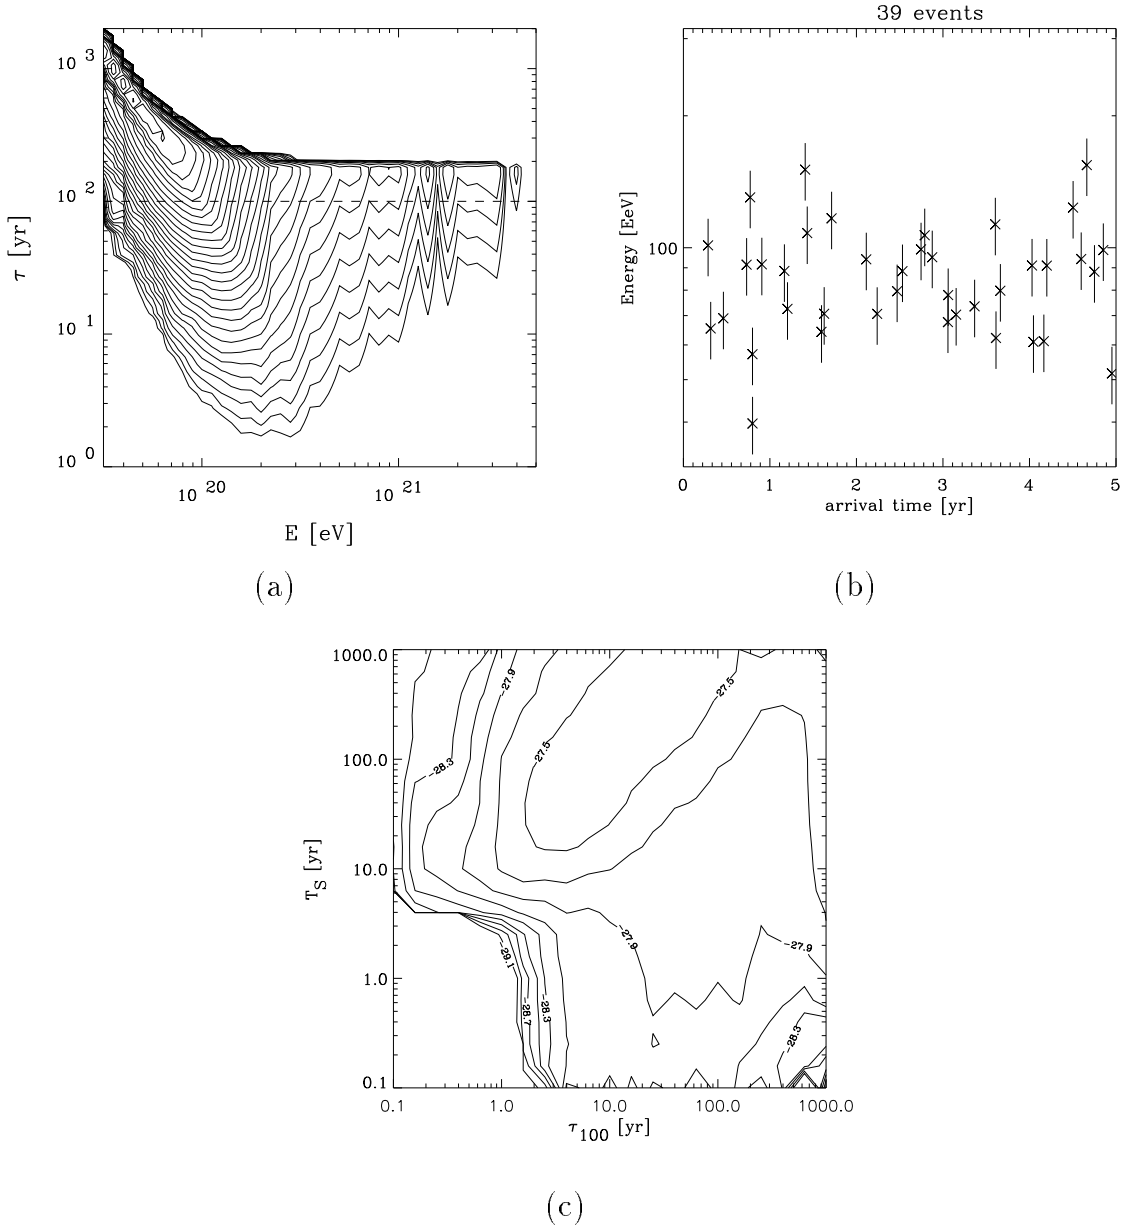 39 events
10 3
10 2
10 1
10 0
τ [yr]
10 20
10 21
E [eV]
(a)
100
Energy [EeV]
0 1 2 3 4 5
arrival time [yr]
(b)
1000.0
100.0
10.0
1.0
0.1
T_S [yr]
-27.9
-27.5
-27.5
-28.3
-27.9
-27.9
-29.1
-28.7
-28.3
-28.3
0.1 1.0 10.0 100.0 1000.0
τ_100 [yr]
(c)